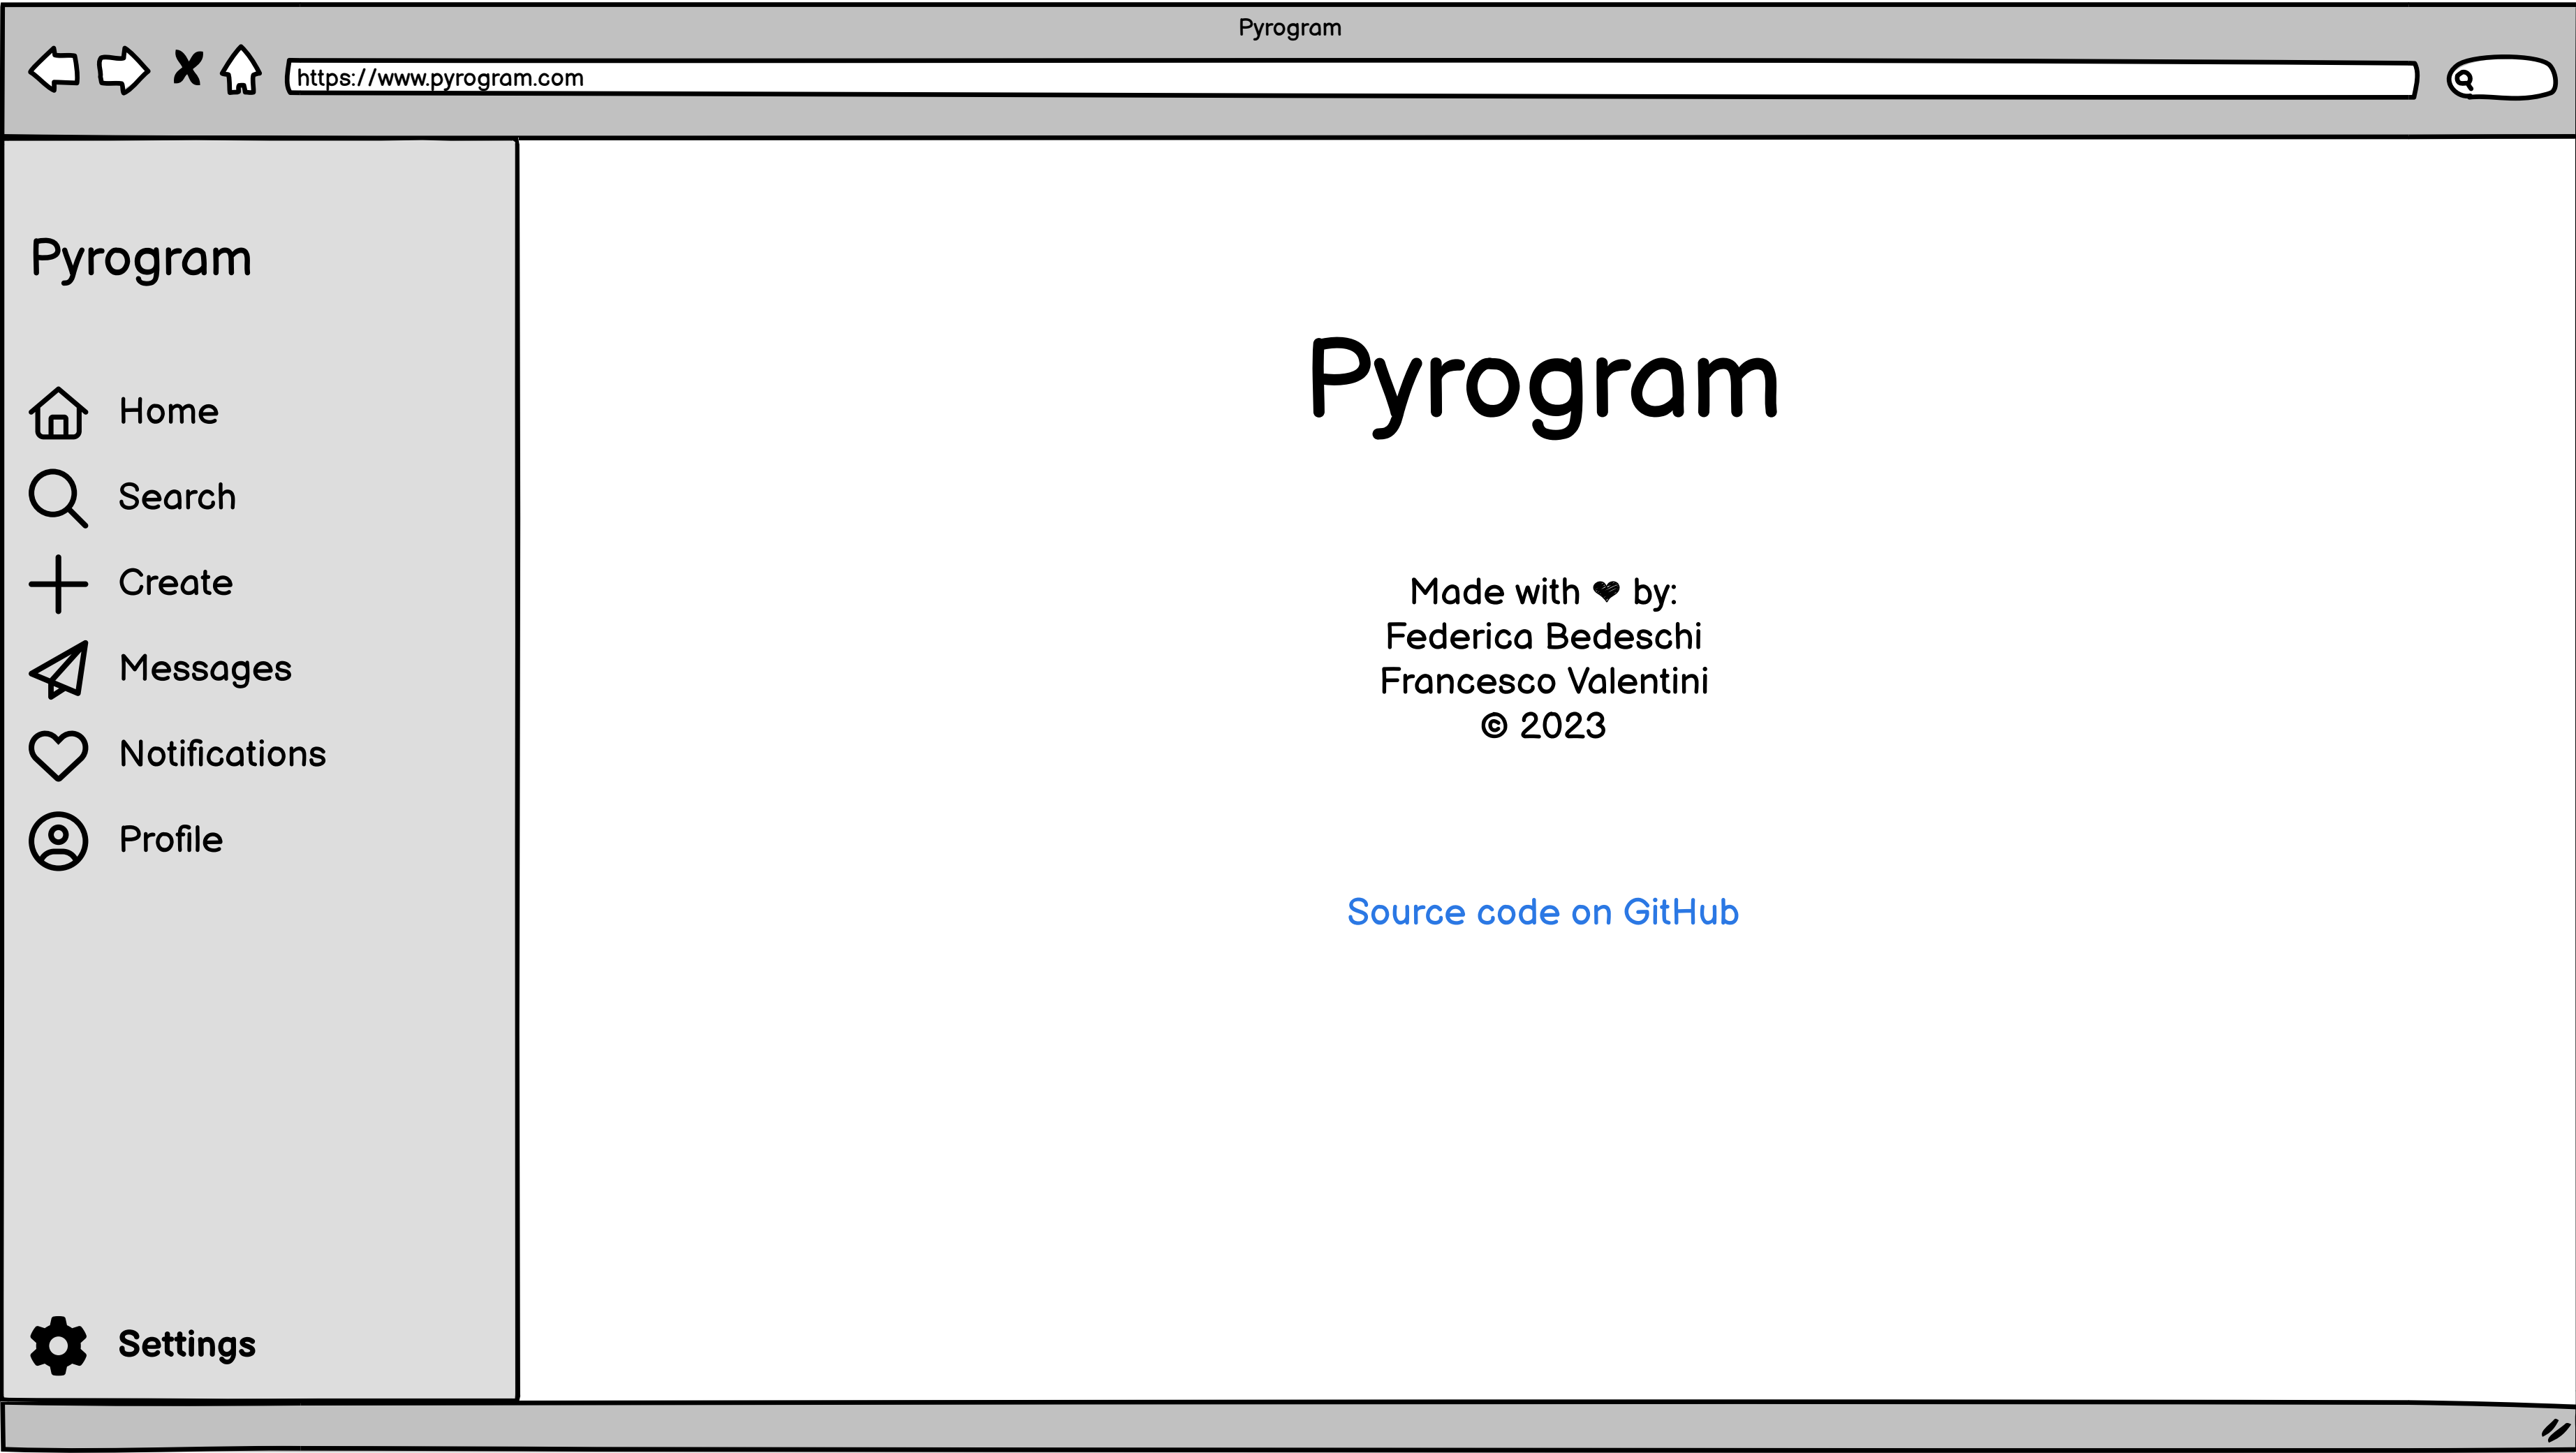 Pyrogram
https://www.pyrogram.com
Pyrogram
Home
Search
Create
Messages
Notifications
Profile
Settings
Pyrogram
Made with ❤ by:
Federica Bedeschi
Francesco Valentini
© 2023
Source code on GitHub